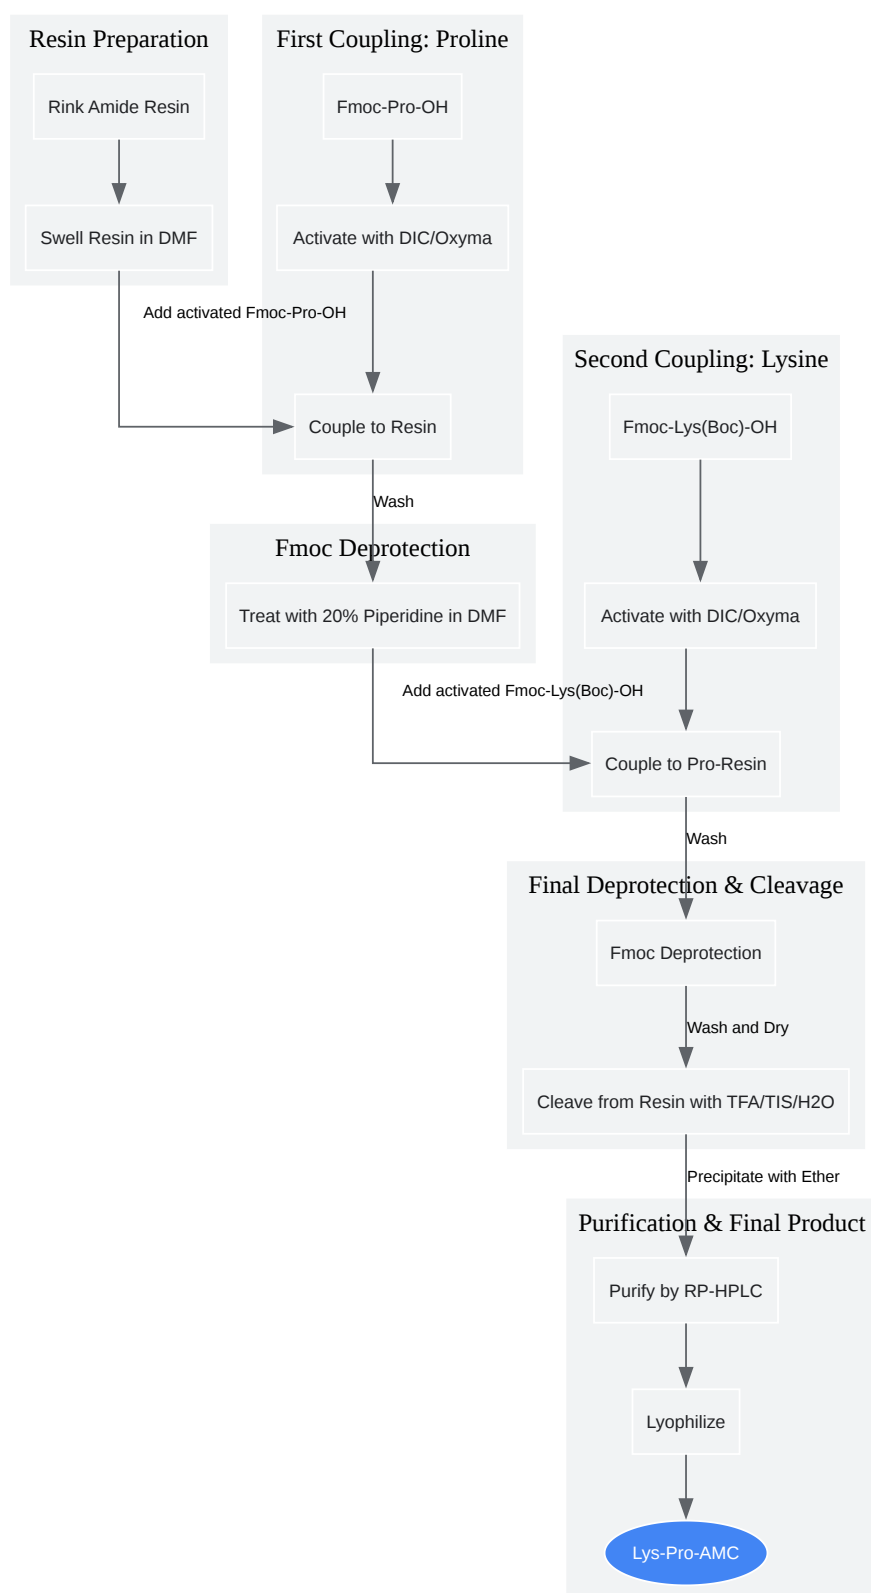 Resin Preparation
Rink Amide Resin
Swell Resin in DMF
First Coupling: Proline
Fmoc-Pro-OH
Activate with DIC/Oxyma
Add activated Fmoc-Pro-OH
Couple to Resin
Wash
Fmoc Deprotection
Treat with 20% Piperidine in DMF
Second Coupling: Lysine
Fmoc-Lys(Boc)-OH
Activate with DIC/Oxyma
Add activated Fmoc-Lys(Boc)-OH
Couple to Pro-Resin
Wash
Final Deprotection & Cleavage
Fmoc Deprotection
Wash and Dry
Cleave from Resin with TFA/TIS/H2O
Precipitate with Ether
Purification & Final Product
Purify by RP-HPLC
Lyophilize
Lys-Pro-AMC